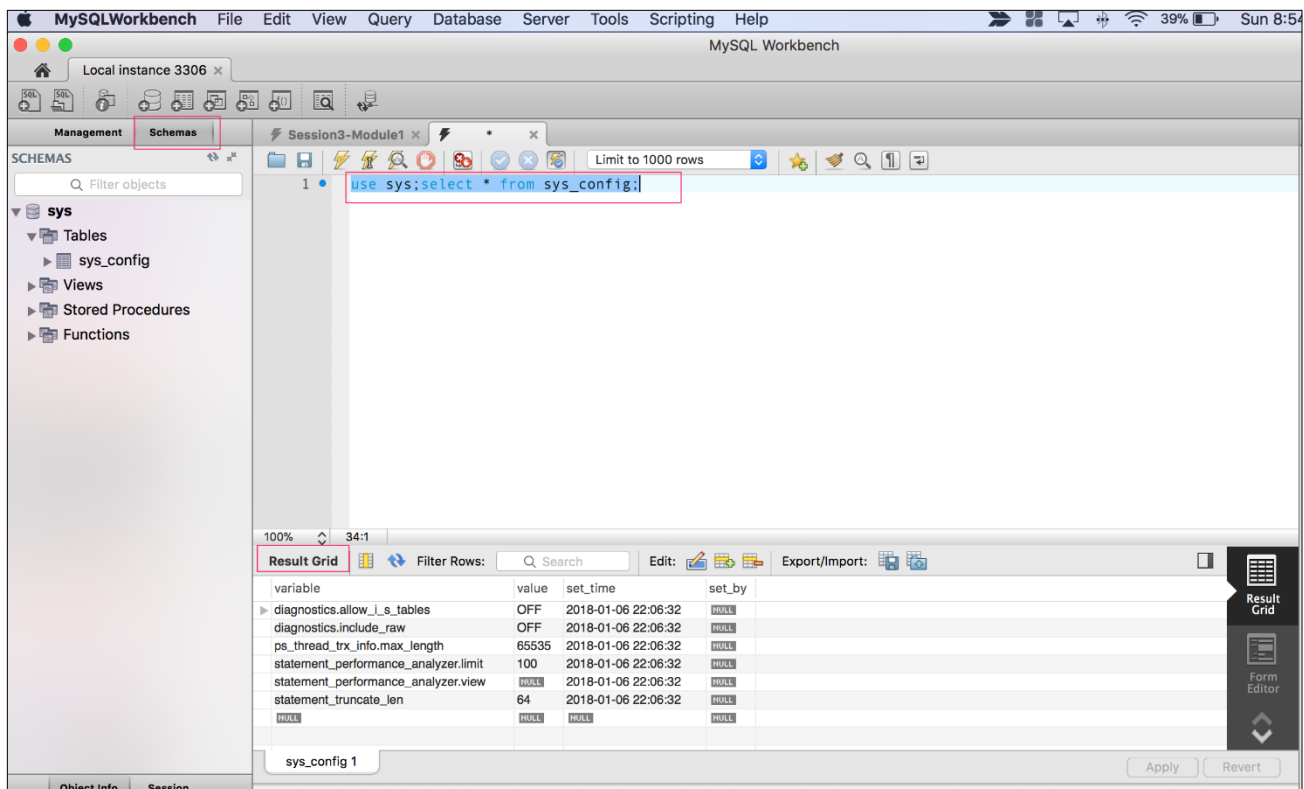 MySQLWorkbench File Edit View Query Database Server Tools Scripting Help 39% Sun 8:54
MySQL Workbench
Local instance 3306
SQL SQL
Management Schemas
Session3-Module1 *
SCHEMAS
Limit to 1000 rows
Filter objects
1 use sys;select * from sys_config;
sys
Tables
sys_config
Views
Stored Procedures
Functions
100% 34:1
Result Grid Filter Rows: Search Edit: Export/Import:
variable value set_time set_by
diagnostics.allow_i_s_tables OFF 2018-01-06 22:06:32 NULL
diagnostics.include_raw OFF 2018-01-06 22:06:32 NULL
ps_thread_trx_info.max_length 65535 2018-01-06 22:06:32 NULL
statement_performance_analyzer.limit 100 2018-01-06 22:06:32 NULL
statement_performance_analyzer.view NULL 2018-01-06 22:06:32 NULL
statement_truncate_len 64 2018-01-06 22:06:32 NULL
NULL NULL NULL NULL
Result
Grid
Form
Editor
sys_config 1
Apply Revert
Object Info Session